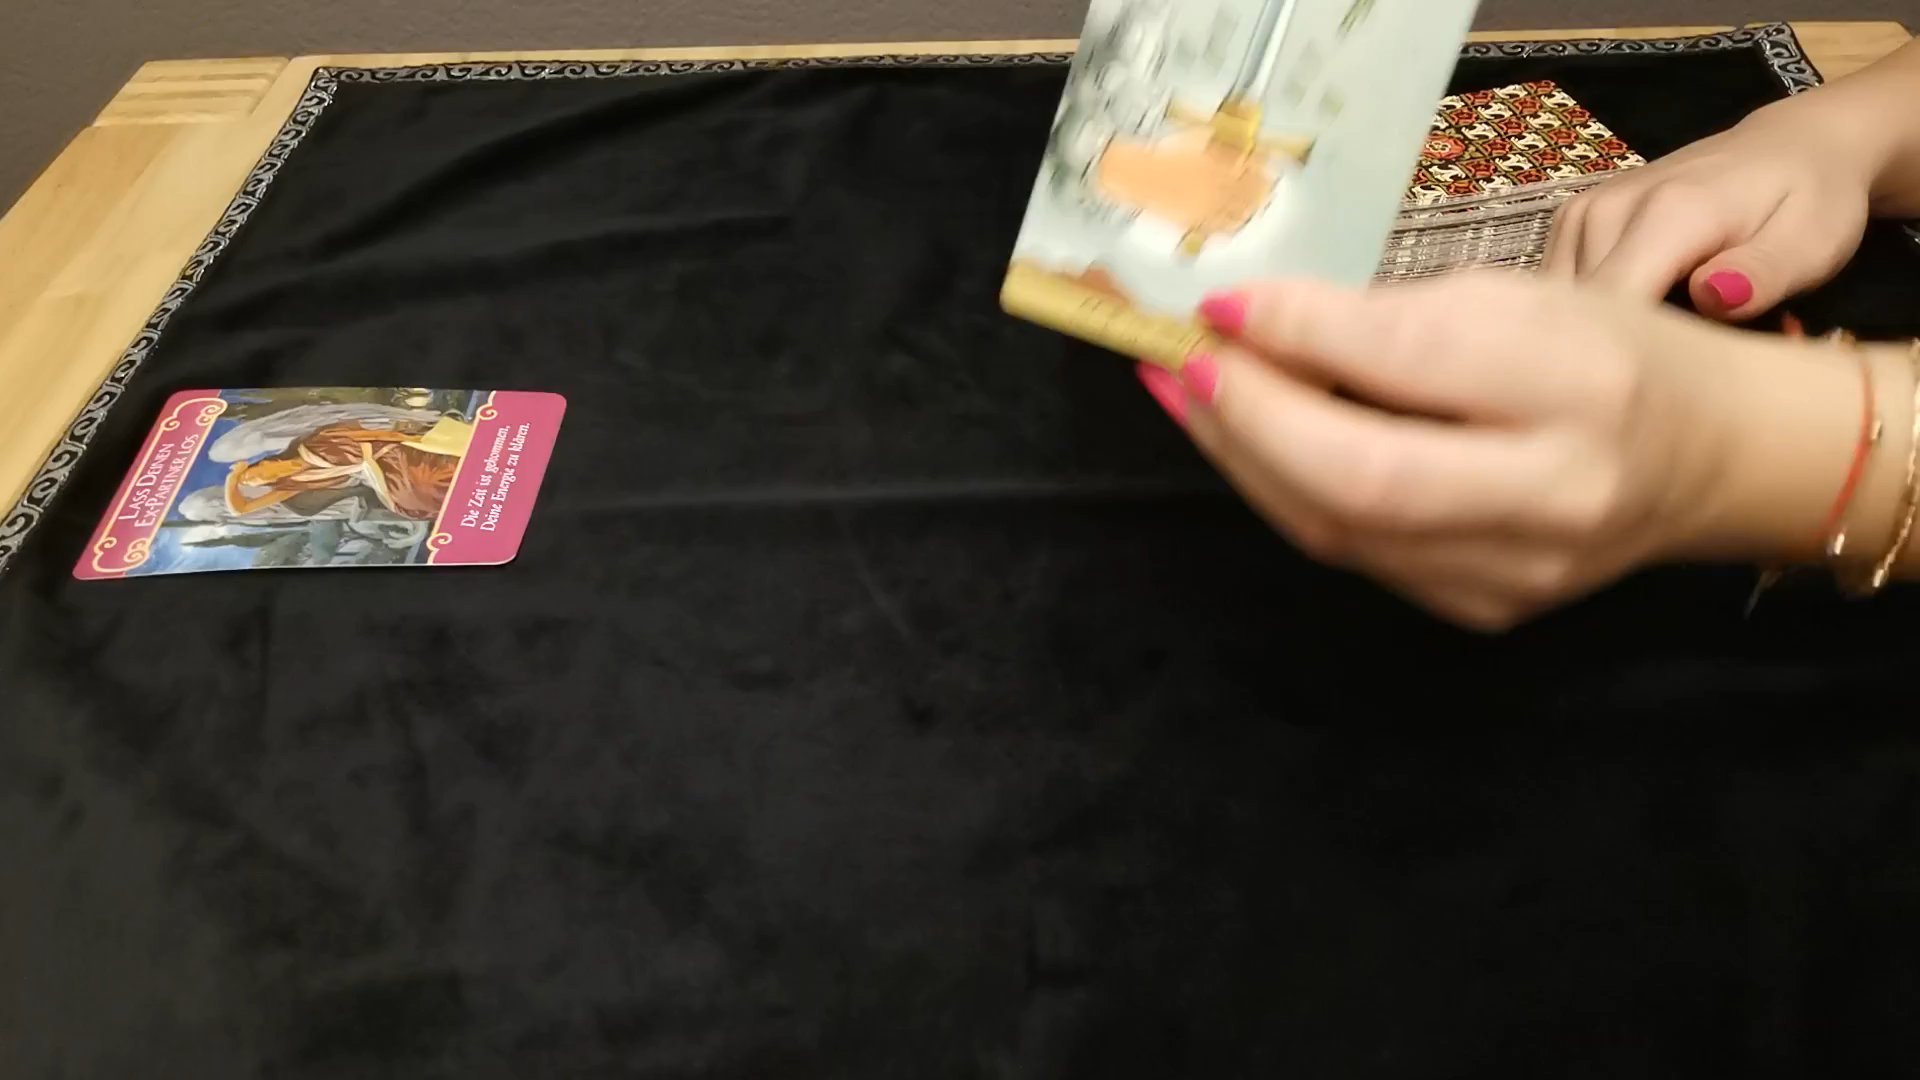 LASS DEINEN
EX-PARTNER LOS
Die Zeit ist gekommen,
Deine Energie zu klären.